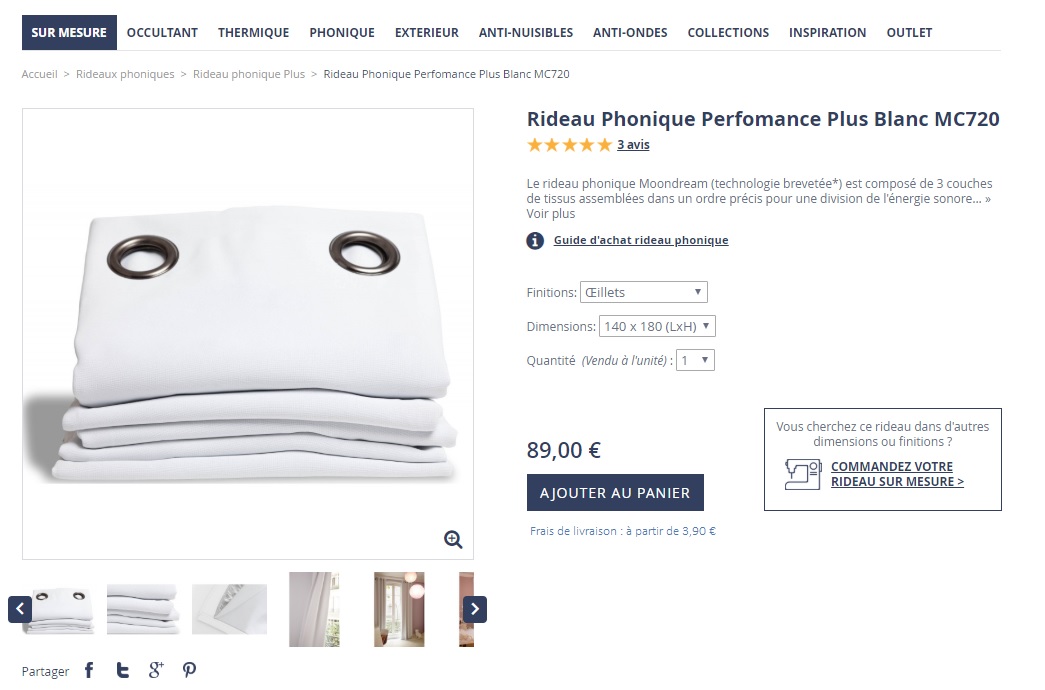 SUR MESURE OCCULTANT THERMIQUE PHONIQUE EXTERIEUR ANTI-NUISIBLES ANTI-ONDES COLLECTIONS INSPIRATION OUTLET
Accueil > Rideaux phoniques > Rideau phonique Plus > Rideau Phonique Perfomance Plus Blanc MC720
Rideau Phonique Perfomance Plus Blanc MC720
3 avis
Le rideau phonique Moondream (technologie brevetée*) est composé de 3 couches
de tissus assemblées dans un ordre précis pour une division de l'énergie sonore... »
Voir plus
Guide d'achat rideau phonique
Finitions: Œillets
Dimensions: 140 x 180 (LxH)
Quantité (Vendu à l'unité) : 1
89,00 €
AJOUTER AU PANIER
Frais de livraison : à partir de 3,90 €
Vous cherchez ce rideau dans d'autres
dimensions ou finitions ?
COMMANDEZ VOTRE
RIDEAU SUR MESURE >
Partager